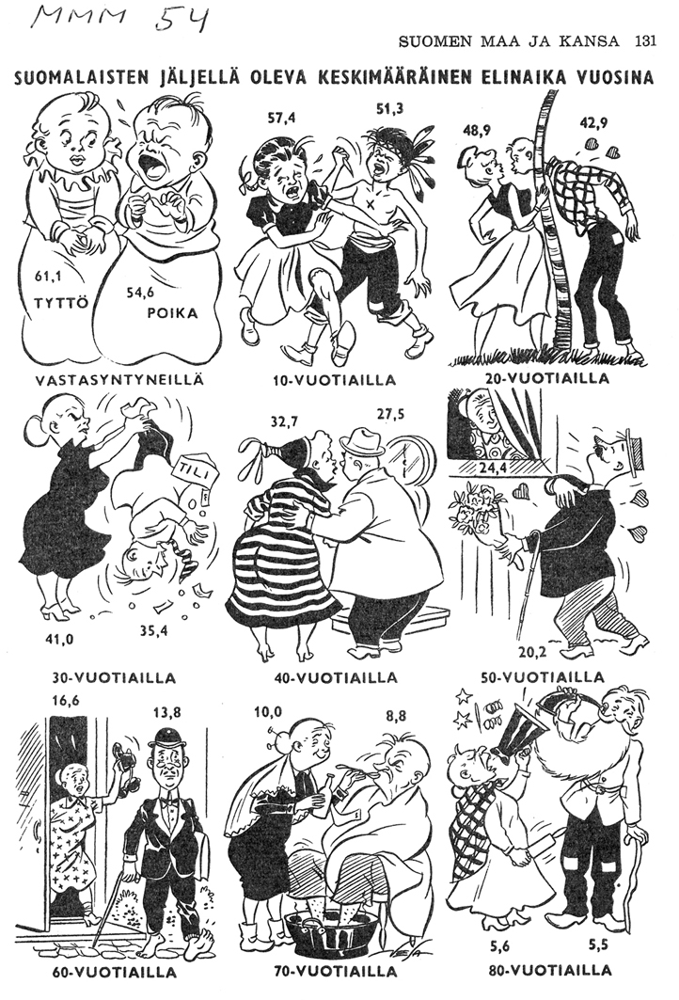 MMM 54
SUOMEN MAA JA KANSA 131
SUOMALAISTEN JÄLJELLÄ OLEVA KESKIMÄÄRÄINEN ELINAIKA VUOSINA
61,1
TYTTÖ
54,6
POIKA
VASTASYNTYNEILLÄ
57,4
51,3
10-VUOTIAILLA
48,9
42,9
20-VUOTIAILLA
TILI
41,0
35,4
30-VUOTIAILLA
32,7
27,5
40-VUOTIAILLA
24,4
20,2
50-VUOTIAILLA
16,6
13,8
60-VUOTIAILLA
10,0
8,8
VESA
70-VUOTIAILLA
5,6
5,5
80-VUOTIAILLA